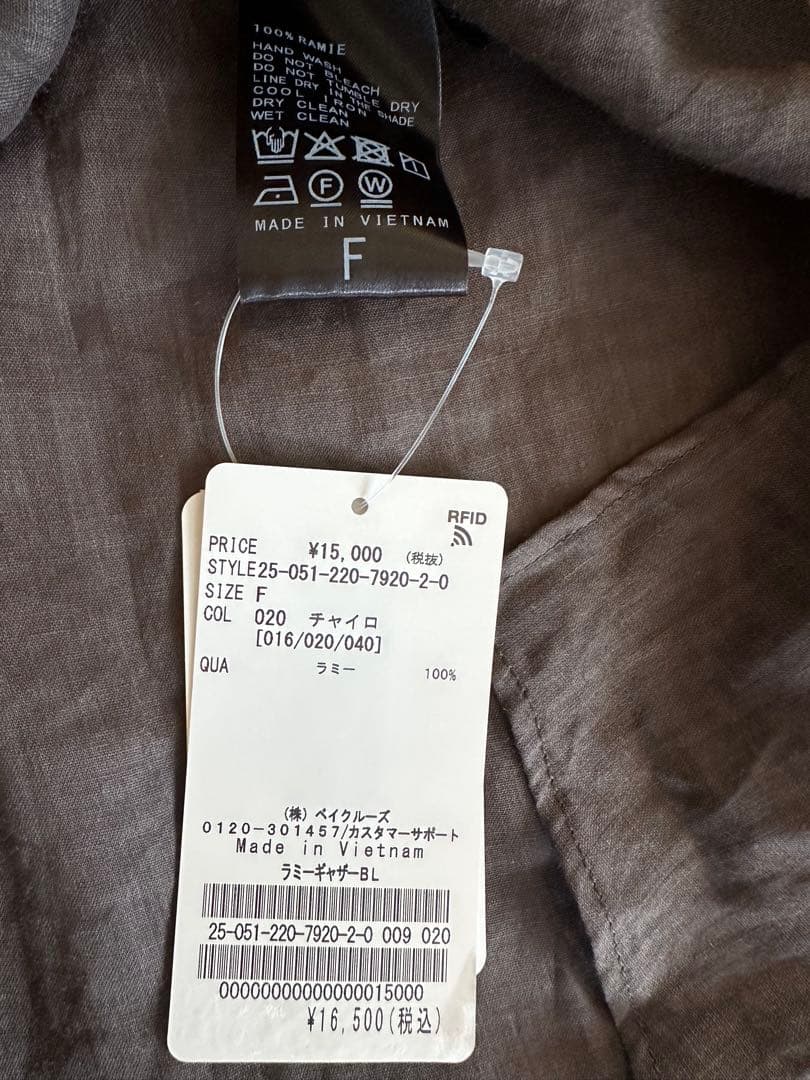 100% RAMIE
HAND WASH
DO NOT BLEACH
DO NOT TUMBLE DRY
LINE DRY IN THE SHADE
COOL IRON
DRY CLEAN
WET CLEAN
F W
MADE IN VIETNAM
F
RFID
PRICE ¥15,000 (税抜)
STYLE 25-051-220-7920-2-0
SIZE F
COL 020 チャイロ
[016/020/040]
QUA ラミー 100%
(株) ベイクルーズ
0120-301457/カスタマーサポート
Made in Vietnam
ラミーギャザーBL
25-051-220-7920-2-0 009 020
00000000000000015000
¥16,500(税込)